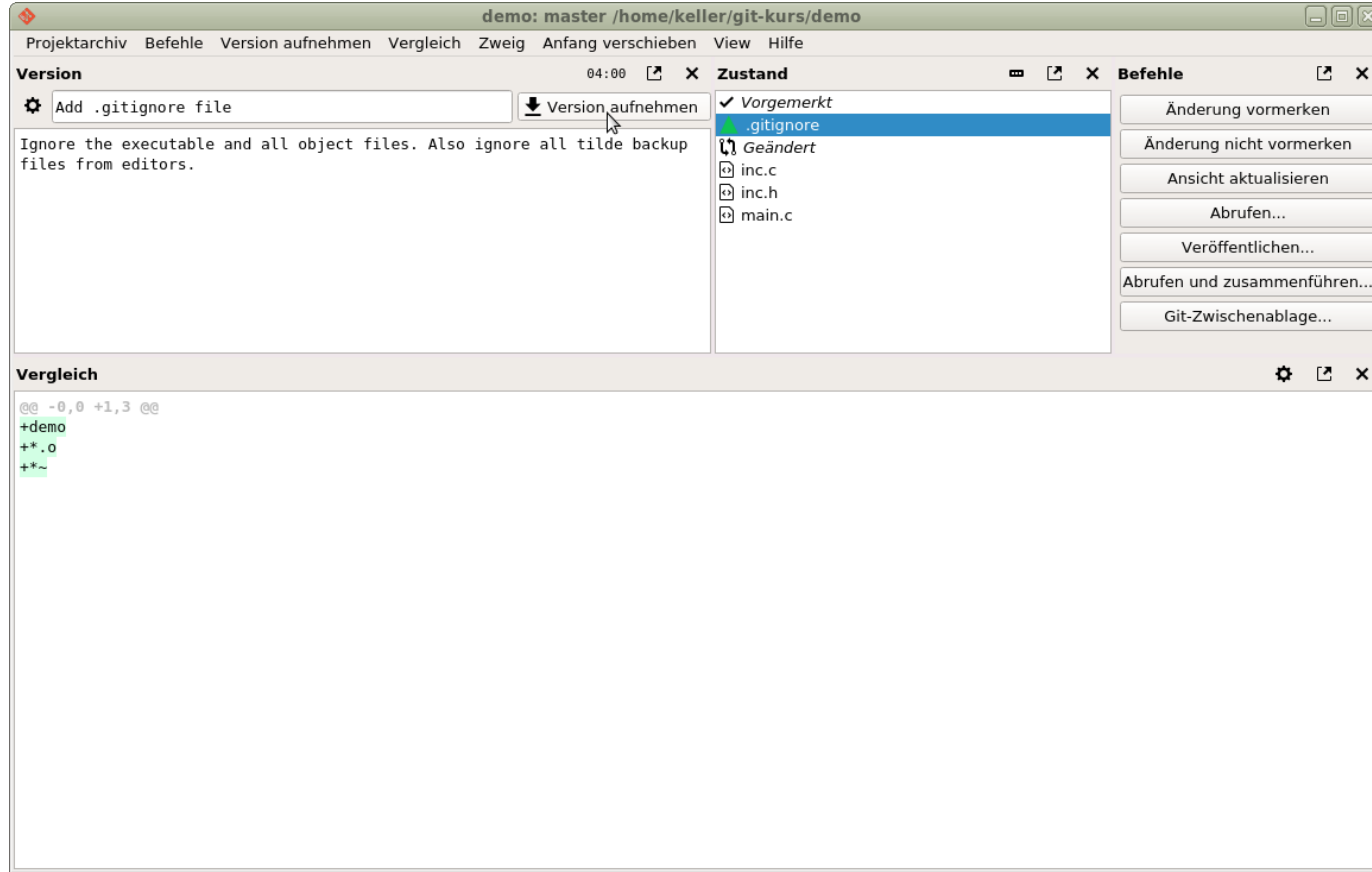 demo: master /home/keller/git-kurs/demo
Projektarchiv Befehle Version aufnehmen Vergleich Zweig Anfang verschieben View Hilfe
Version 04:00
Add .gitignore file
Version aufnehmen
Ignore the executable and all object files. Also ignore all tilde backup
files from editors.
Zustand
Vorgemerkt
.gitignore
Geändert
inc.c
inc.h
main.c
Befehle
Änderung vormerken
Änderung nicht vormerken
Ansicht aktualisieren
Abrufen...
Veröffentlichen...
Abrufen und zusammenführen...
Git-Zwischenablage...
Vergleich
@@ -0,0 +1,3 @@
+demo
+*.o
+*~